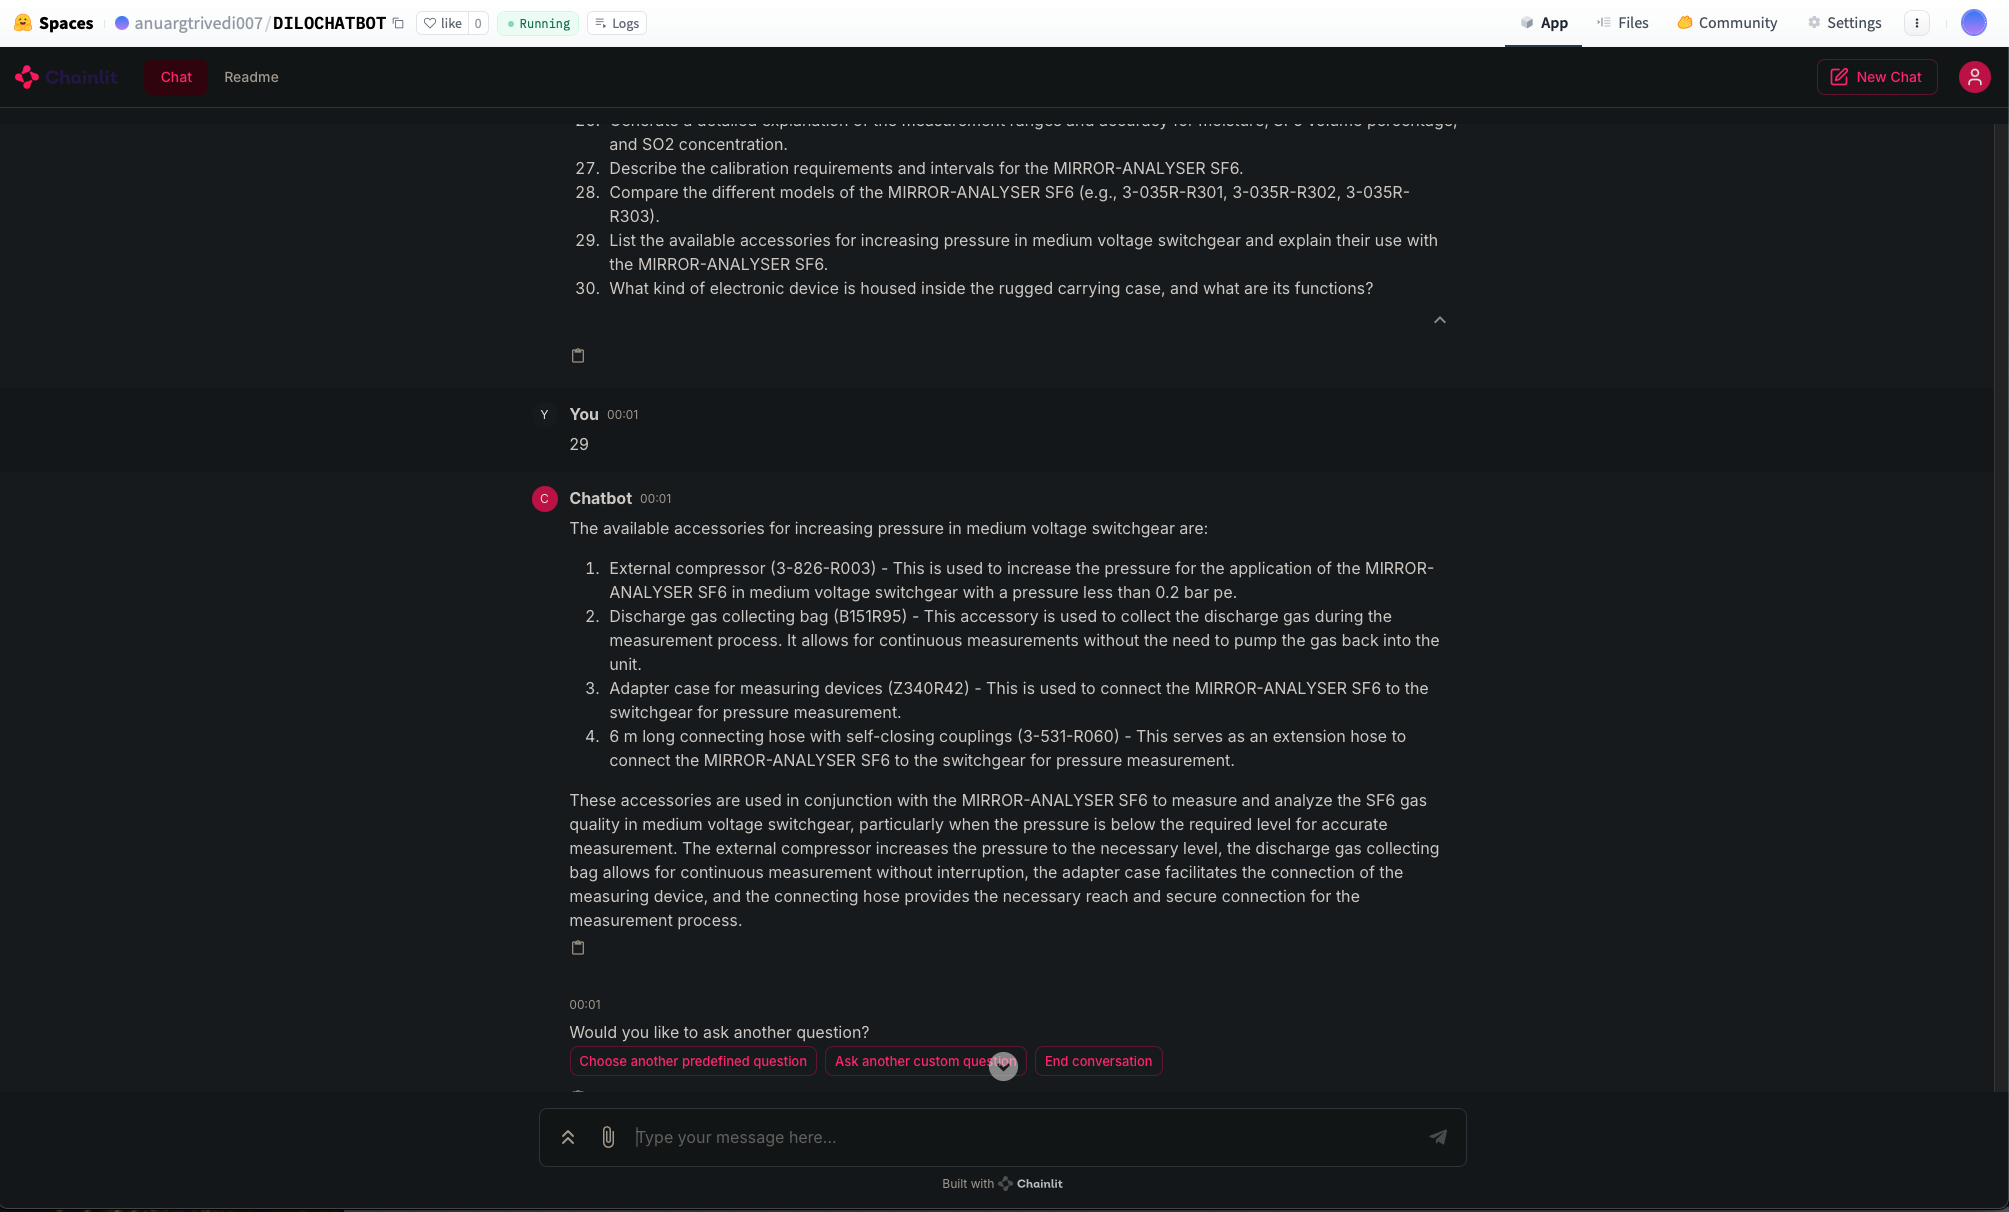 Spaces anuargtrivedi007/DILOCHATBOT like 0 Running Logs App Files Community Settings
Chainlit Chat Readme New Chat
26. Generate a detailed explanation of the measurement ranges and accuracy for moisture, SF6 volume percentage,
and SO2 concentration.
27. Describe the calibration requirements and intervals for the MIRROR-ANALYSER SF6.
28. Compare the different models of the MIRROR-ANALYSER SF6 (e.g., 3-035R-R301, 3-035R-R302, 3-035R-
R303).
29. List the available accessories for increasing pressure in medium voltage switchgear and explain their use with
the MIRROR-ANALYSER SF6.
30. What kind of electronic device is housed inside the rugged carrying case, and what are its functions?
Y You 00:01
29
C Chatbot 00:01
The available accessories for increasing pressure in medium voltage switchgear are:
1. External compressor (3-826-R003) - This is used to increase the pressure for the application of the MIRROR-
ANALYSER SF6 in medium voltage switchgear with a pressure less than 0.2 bar pe.
2. Discharge gas collecting bag (B151R95) - This accessory is used to collect the discharge gas during the
measurement process. It allows for continuous measurements without the need to pump the gas back into the
unit.
3. Adapter case for measuring devices (Z340R42) - This is used to connect the MIRROR-ANALYSER SF6 to the
switchgear for pressure measurement.
4. 6 m long connecting hose with self-closing couplings (3-531-R060) - This serves as an extension hose to
connect the MIRROR-ANALYSER SF6 to the switchgear for pressure measurement.
These accessories are used in conjunction with the MIRROR-ANALYSER SF6 to measure and analyze the SF6 gas
quality in medium voltage switchgear, particularly when the pressure is below the required level for accurate
measurement. The external compressor increases the pressure to the necessary level, the discharge gas collecting
bag allows for continuous measurement without interruption, the adapter case facilitates the connection of the
measuring device, and the connecting hose provides the necessary reach and secure connection for the
measurement process.
00:01
Would you like to ask another question?
Choose another predefined question Ask another custom question End conversation
Type your message here...
Built with Chainlit